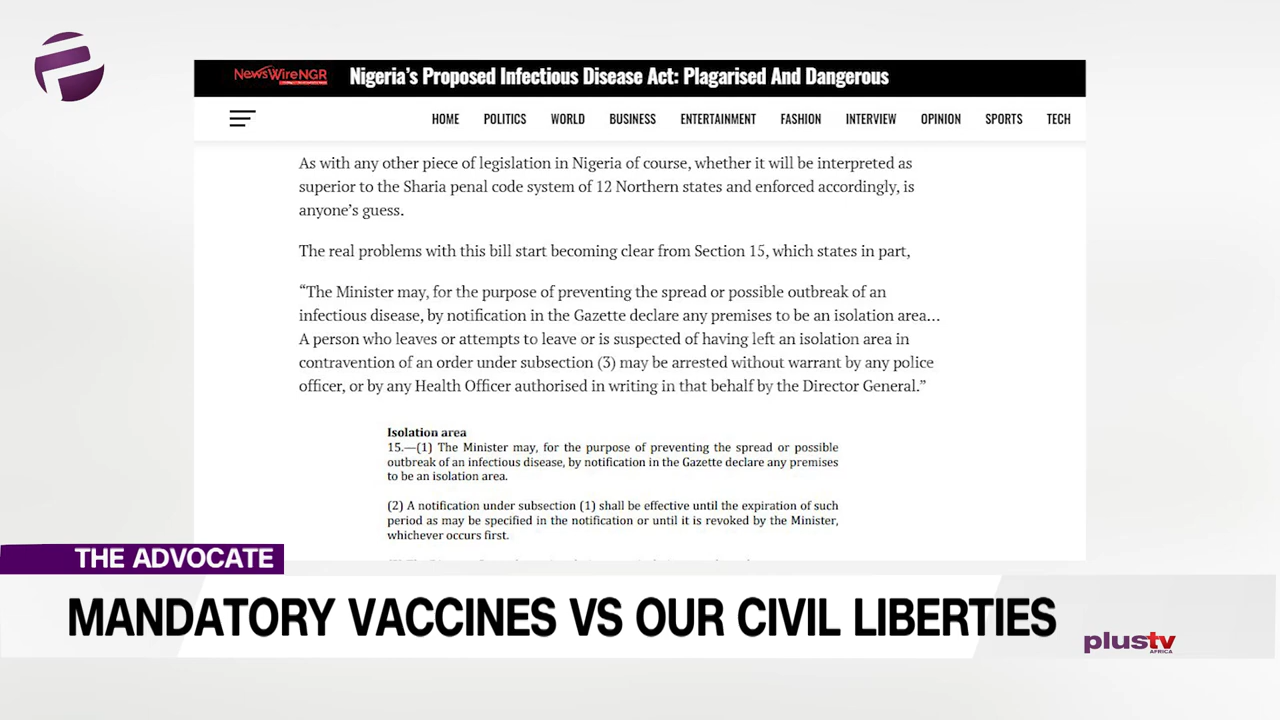 NewsWireNGR
Nigeria's Proposed Infectious Disease Act: Plagarised And Dangerous
HOME POLITICS WORLD BUSINESS ENTERTAINMENT FASHION INTERVIEW OPINION SPORTS TECH
As with any other piece of legislation in Nigeria of course, whether it will be interpreted as
superior to the Sharia penal code system of 12 Northern states and enforced accordingly, is
anyone's guess.
The real problems with this bill start becoming clear from Section 15, which states in part,
“The Minister may, for the purpose of preventing the spread or possible outbreak of an
infectious disease, by notification in the Gazette declare any premises to be an isolation area…
A person who leaves or attempts to leave or is suspected of having left an isolation area in
contravention of an order under subsection (3) may be arrested without warrant by any police
officer, or by any Health Officer authorised in writing in that behalf by the Director General.”
Isolation area
15.—(1) The Minister may, for the purpose of preventing the spread or possible
outbreak of an infectious disease, by notification in the Gazette declare any premises
to be an isolation area.
(2) A notification under subsection (1) shall be effective until the expiration of such
period as may be specified in the notification or until it is revoked by the Minister,
whichever occurs first.
THE ADVOCATE
MANDATORY VACCINES VS OUR CIVIL LIBERTIES
plustv
AFRICA